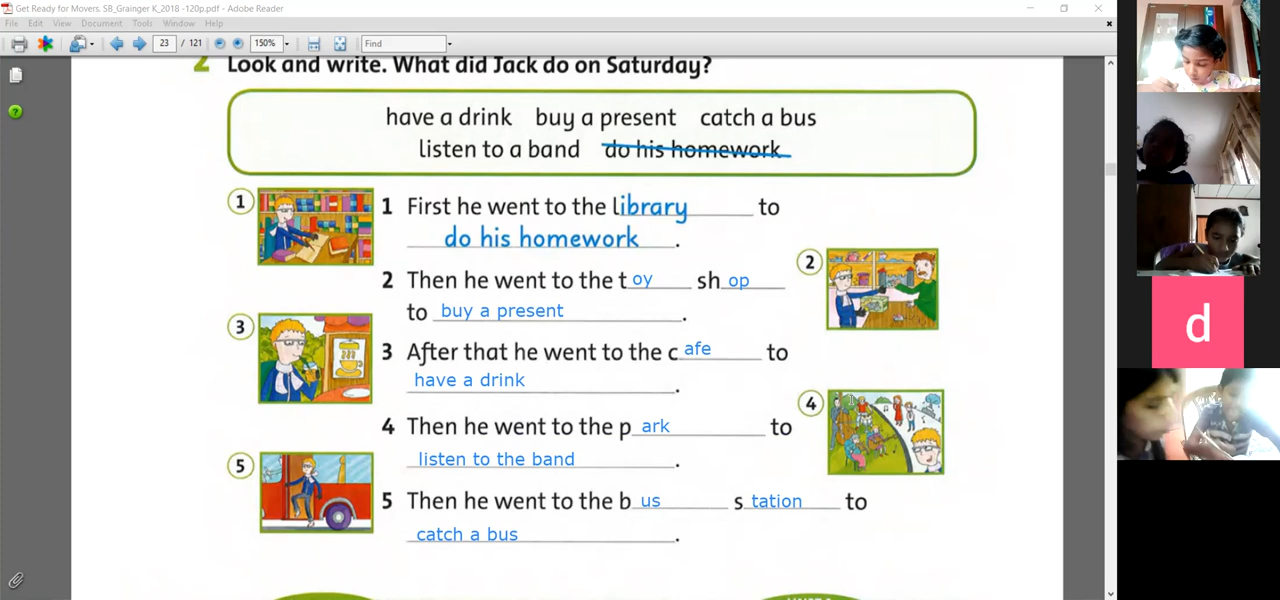 Get Ready for Movers. SB_Grainger K_2018 -120p.pdf - Adobe Reader
File Edit View Document Tools Window Help
23 / 121 150% Find
2 Look and write. What did Jack do on Saturday?
have a drink buy a present catch a bus
listen to a band do his homework
1 1 First he went to the library to
do his homework.
2
2 Then he went to the toy shop
to buy a present.
3
3 After that he went to the cafe to
have a drink.
4
4 Then he went to the park to
listen to the band.
5
5 Then he went to the bus station to
catch a bus.
d